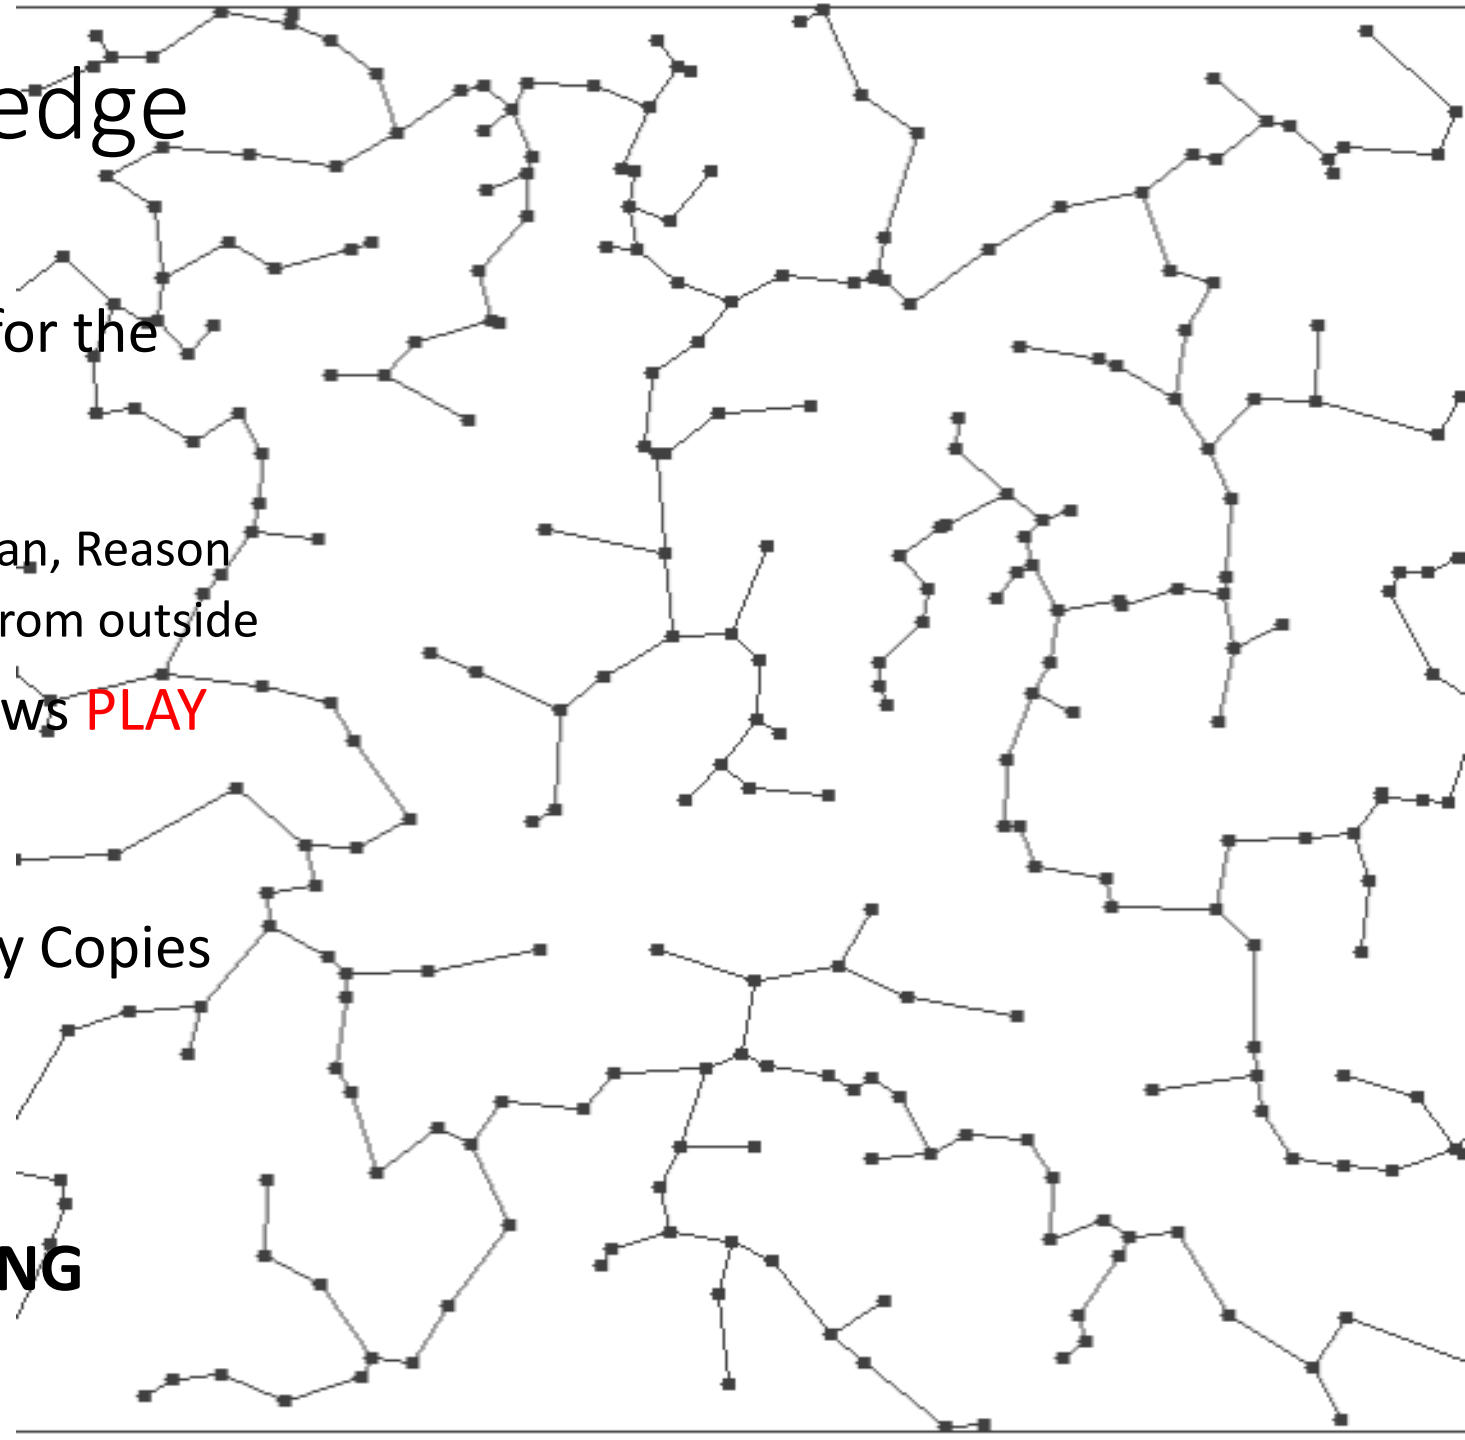 edge
for the
an, Reason
rom outside
ws PLAY
y Copies
NG